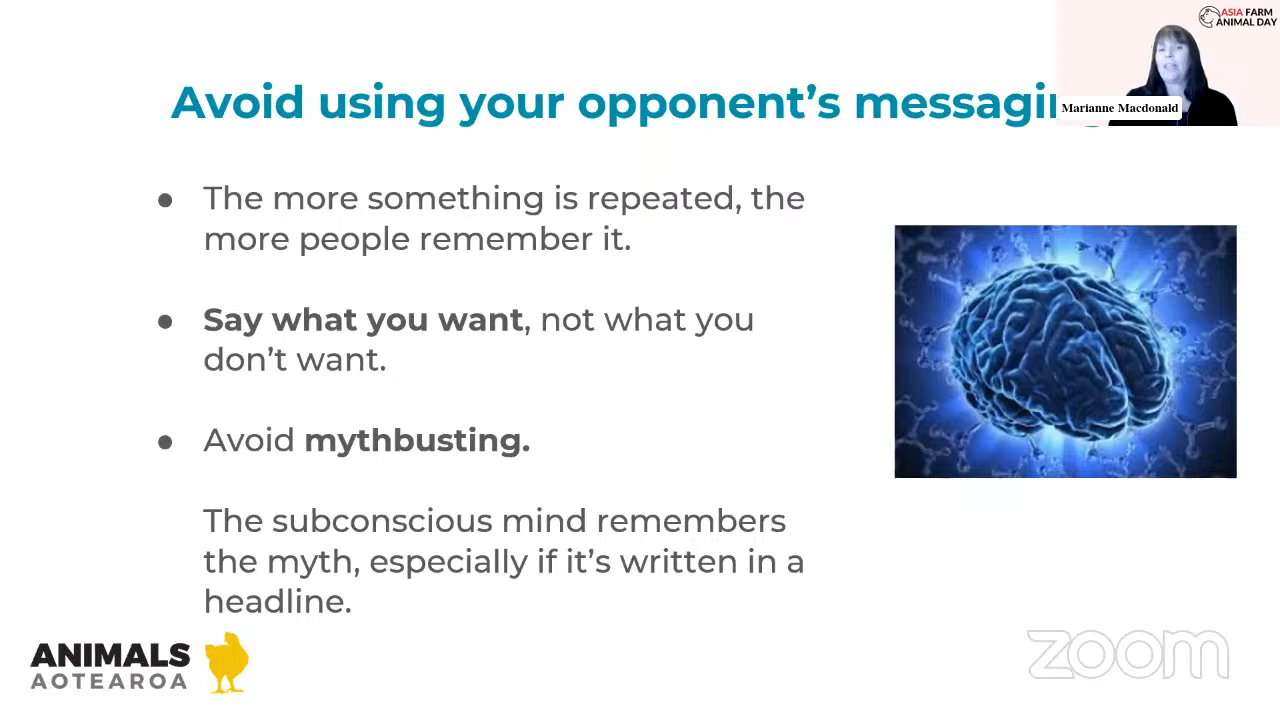 ASIA FARM
ANIMAL DAY
Avoid using your opponent's messaging
Marianne Macdonald
● The more something is repeated, the
more people remember it.
● Say what you want, not what you
don't want.
● Avoid mythbusting.
The subconscious mind remembers
the myth, especially if it's written in a
headline.
ANIMALS
AOTEAROA
zoom